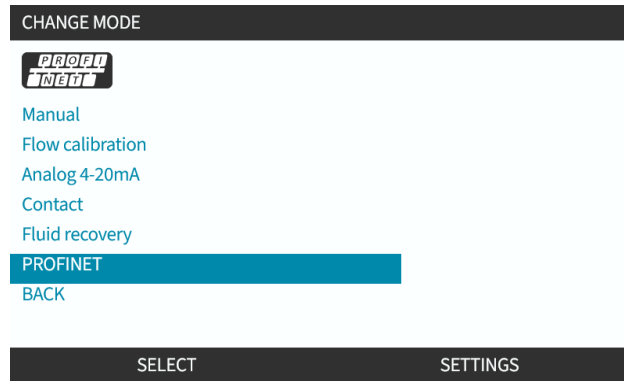 CHANGE MODE
PROFI
NET
Manual
Flow calibration
Analog 4-20mA
Contact
Fluid recovery
PROFINET
BACK
SELECT SETTINGS